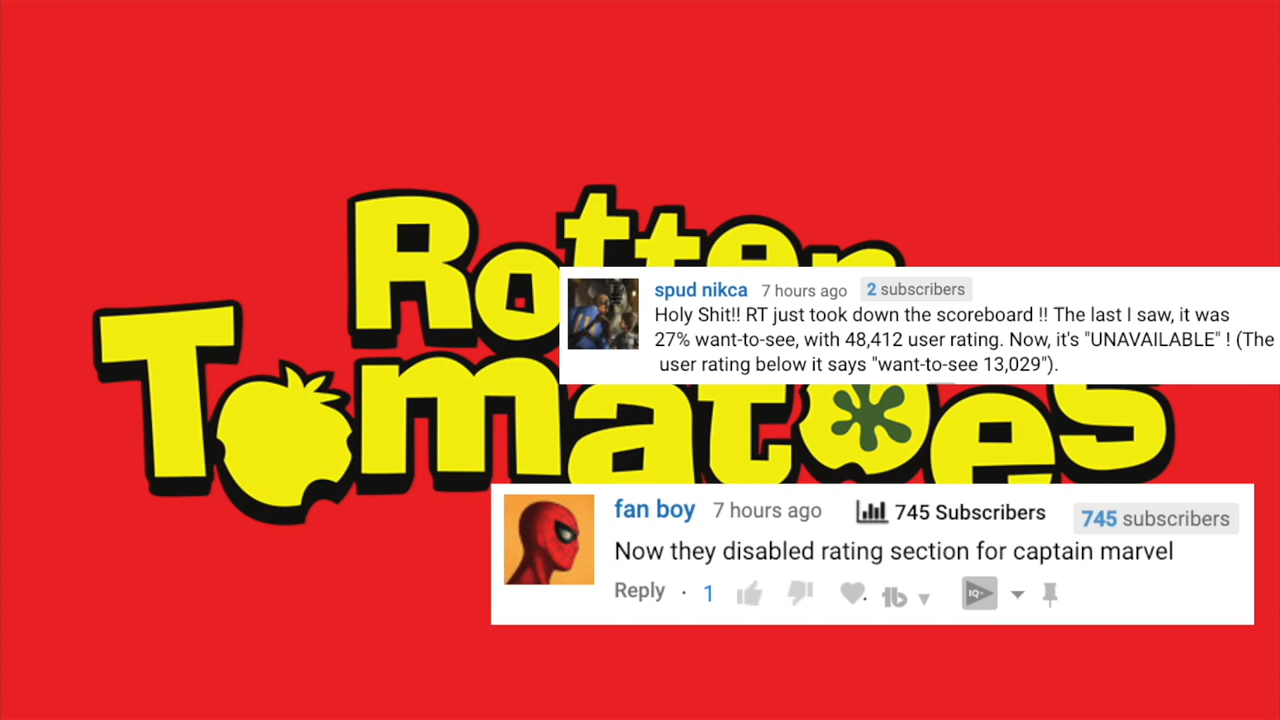 Rotten
Tomatoes
spud nikca 7 hours ago 2 subscribers
Holy Shit!! RT just took down the scoreboard !! The last I saw, it was
27% want-to-see, with 48,412 user rating. Now, it's "UNAVAILABLE" ! (The
user rating below it says "want-to-see 13,029").
fan boy 7 hours ago 745 Subscribers 745 subscribers
Now they disabled rating section for captain marvel
Reply · 1 IQ+